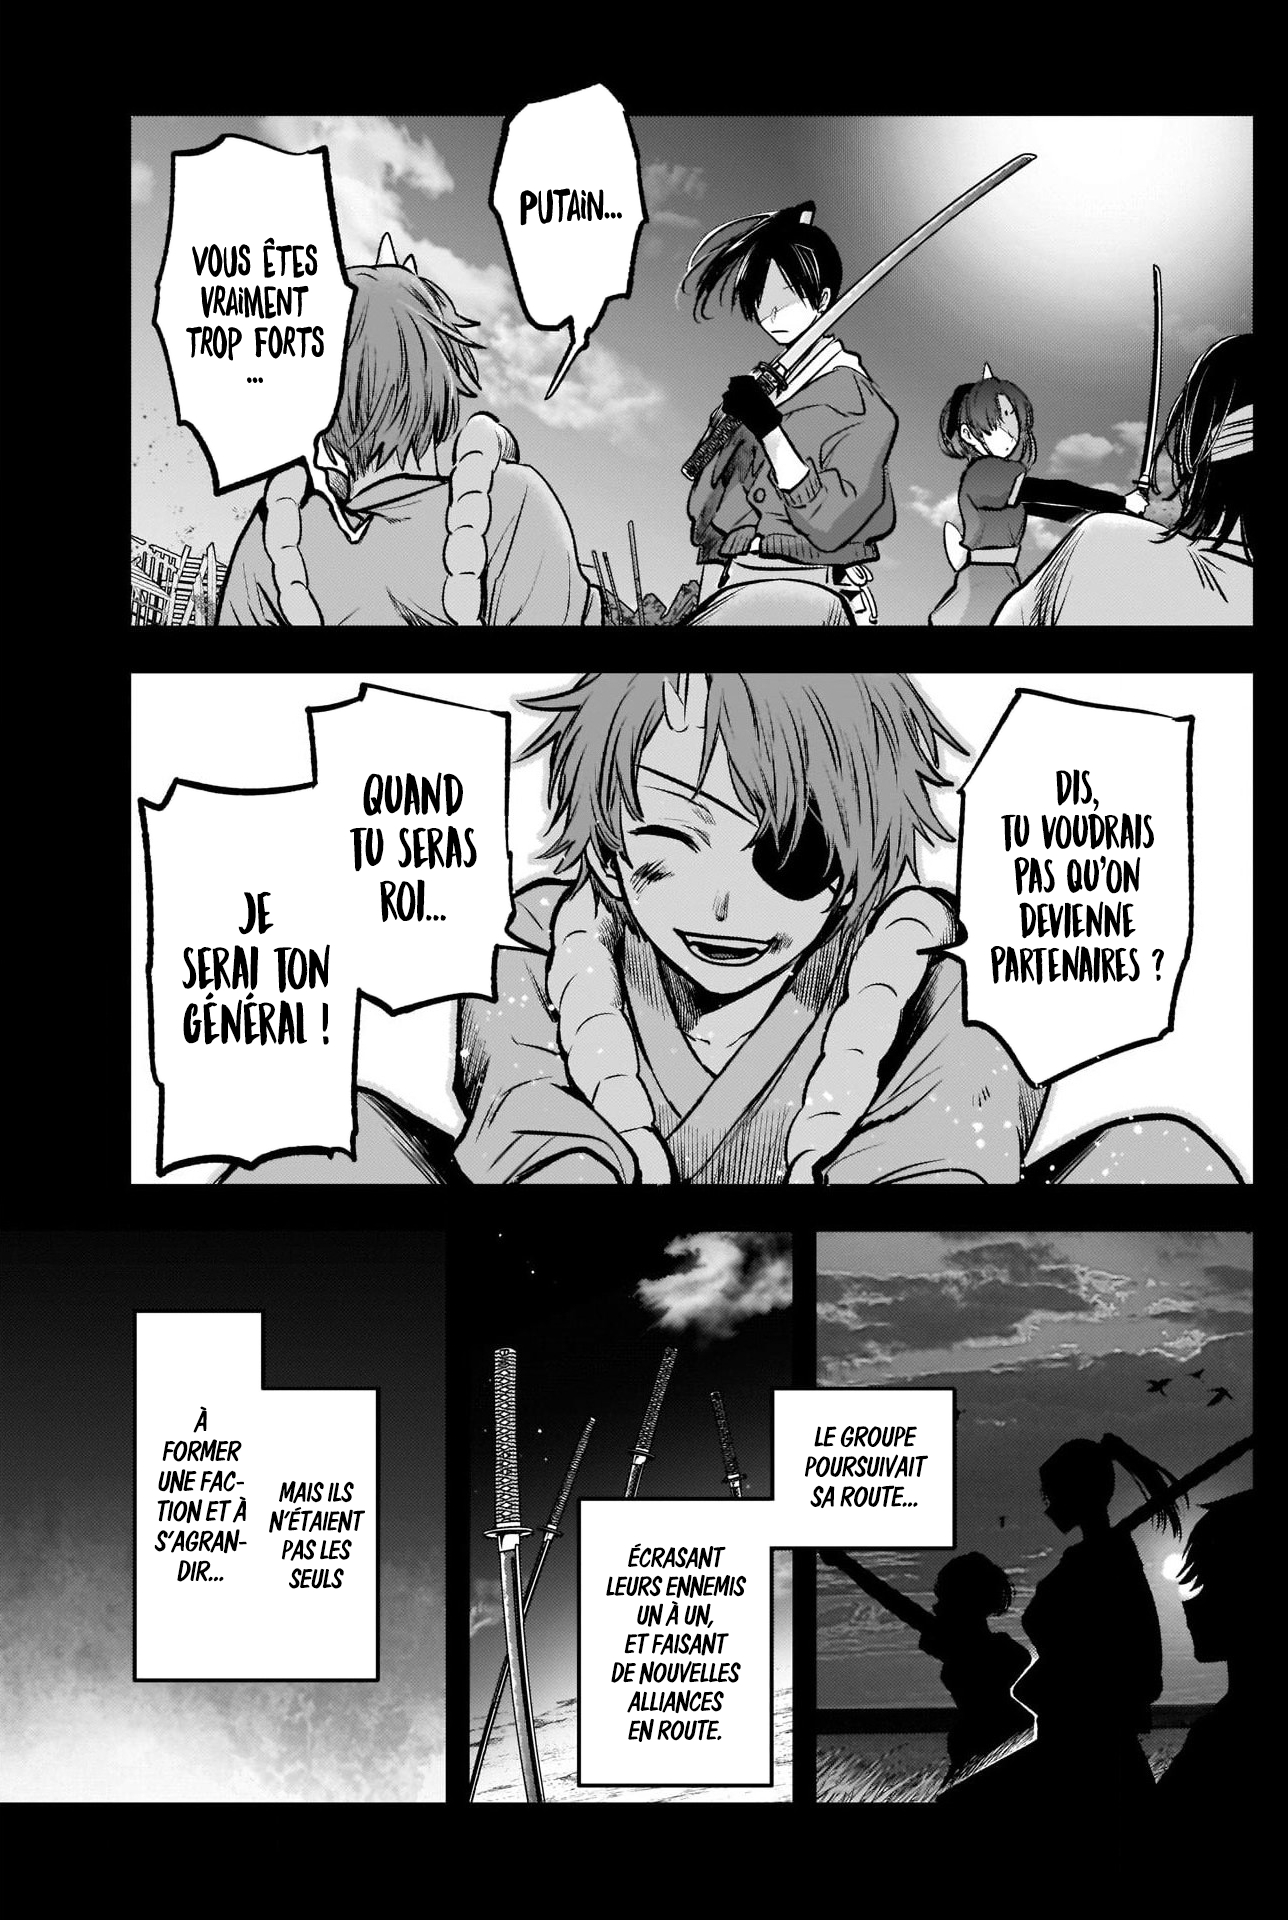 PUTAIN...
VOUS ÊTES
VRAIMENT
TROP FORTS
...
DIS,
TU VOUDRAIS
PAS QU'ON
DEVIENNE
PARTENAIRES ?
QUAND
TU SERAS
ROI...
JE
SERAI TON
GÉNÉRAL !
LE GROUPE
POURSUIVAIT
SA ROUTE...
ÉCRASANT
LEURS ENNEMIS
UN À UN,
ET FAISANT
DE NOUVELLES
ALLIANCES
EN ROUTE.
MAIS ILS
N'ÉTAIENT
PAS LES
SEULS
À
FORMER
UNE FAC-
TION ET À
S'AGRAN-
DIR...